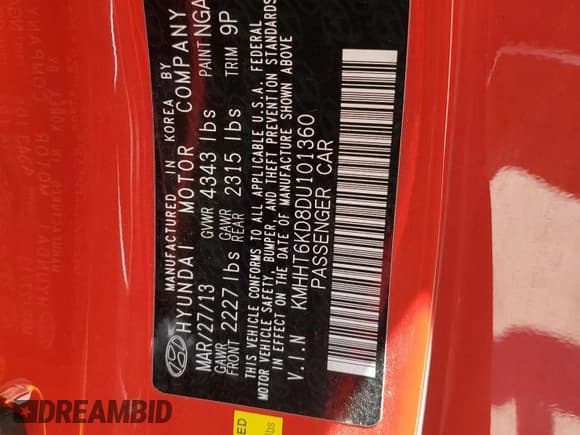 MANUFACTURED IN KOREA BY
HYUNDAI MOTOR COMPANY
MAR/27/13 GVWR 4343 lbs PAINT NGA
GAWR FRONT 2227 lbs GAWR REAR 2315 lbs TRIM 9P
THIS VEHICLE CONFORMS TO ALL APPLICABLE U.S.A. FEDERAL
MOTOR VEHICLE SAFETY, BUMPER, AND THEFT PREVENTION STANDARDS
IN EFFECT ON THE DATE OF MANUFACTURE SHOWN ABOVE
V.I.N KMHHT6KD8DU101360
PASSENGER CAR
DREAMBID